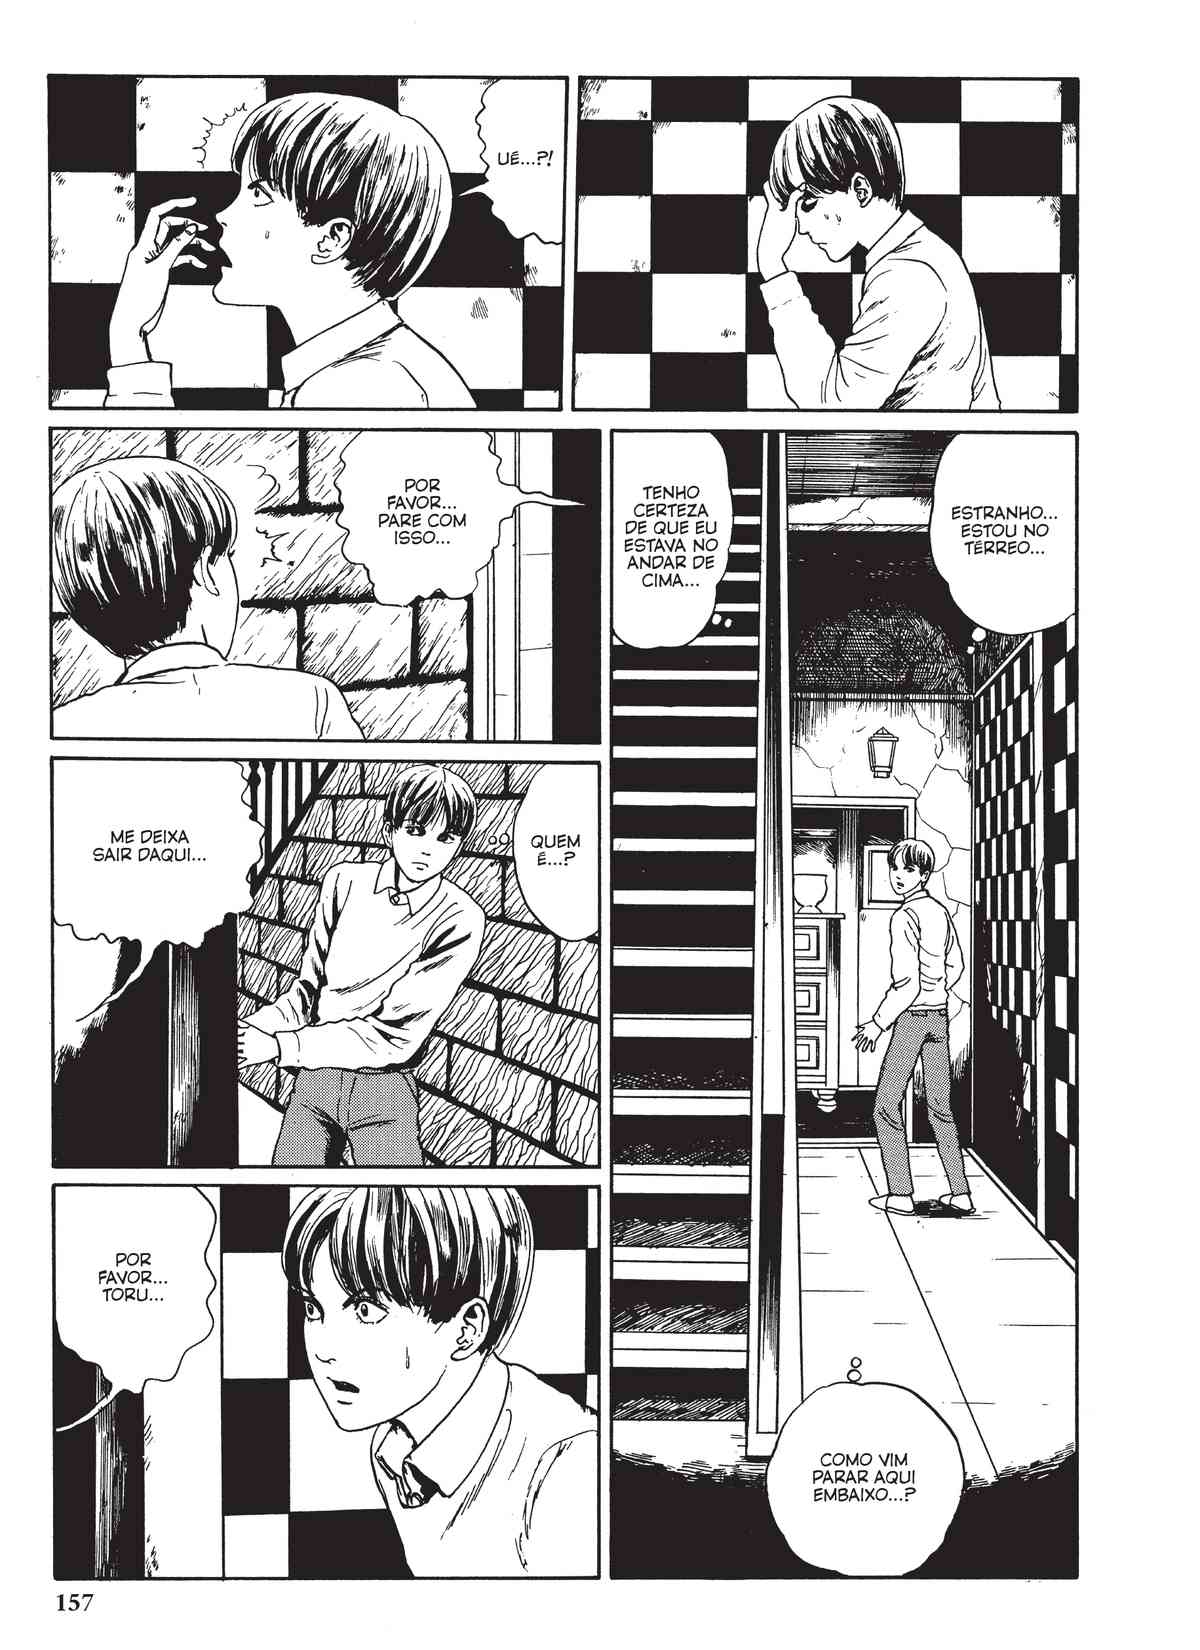 UÉ...?!
ESTRANHO...
ESTOU NO
TÉRREO...
TENHO
CERTEZA
DE QUE EU
ESTAVA NO
ANDAR DE
CIMA...
COMO VIM
PARAR AQUI
EMBAIXO...?
POR
FAVOR...
PARE COM
ISSO...
QUEM
É...?
ME DEIXA
SAIR DAQUI...
POR
FAVOR...
TORU...
157